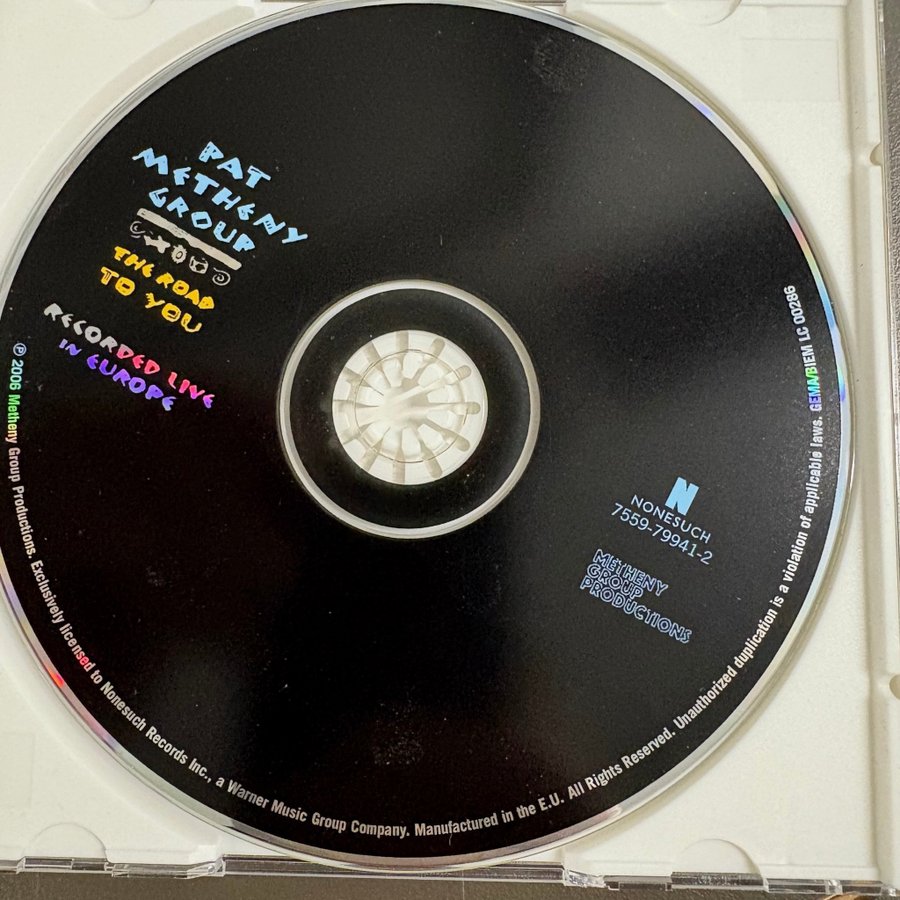 PAT
METHENY
GROUP
THE ROAD
TO YOU
RECORDED LIVE
IN EUROPE
N
NONESUCH
7559-79941-2
METHENY
GROUP
PRODUCTIONS
℗ 2006 Metheny Group Productions. Exclusively licensed to Nonesuch Records Inc., a Warner Music Group Company. Manufactured in the E.U. All Rights Reserved. Unauthorized duplication is a violation of applicable laws. GEMA/BIEM LC 00286